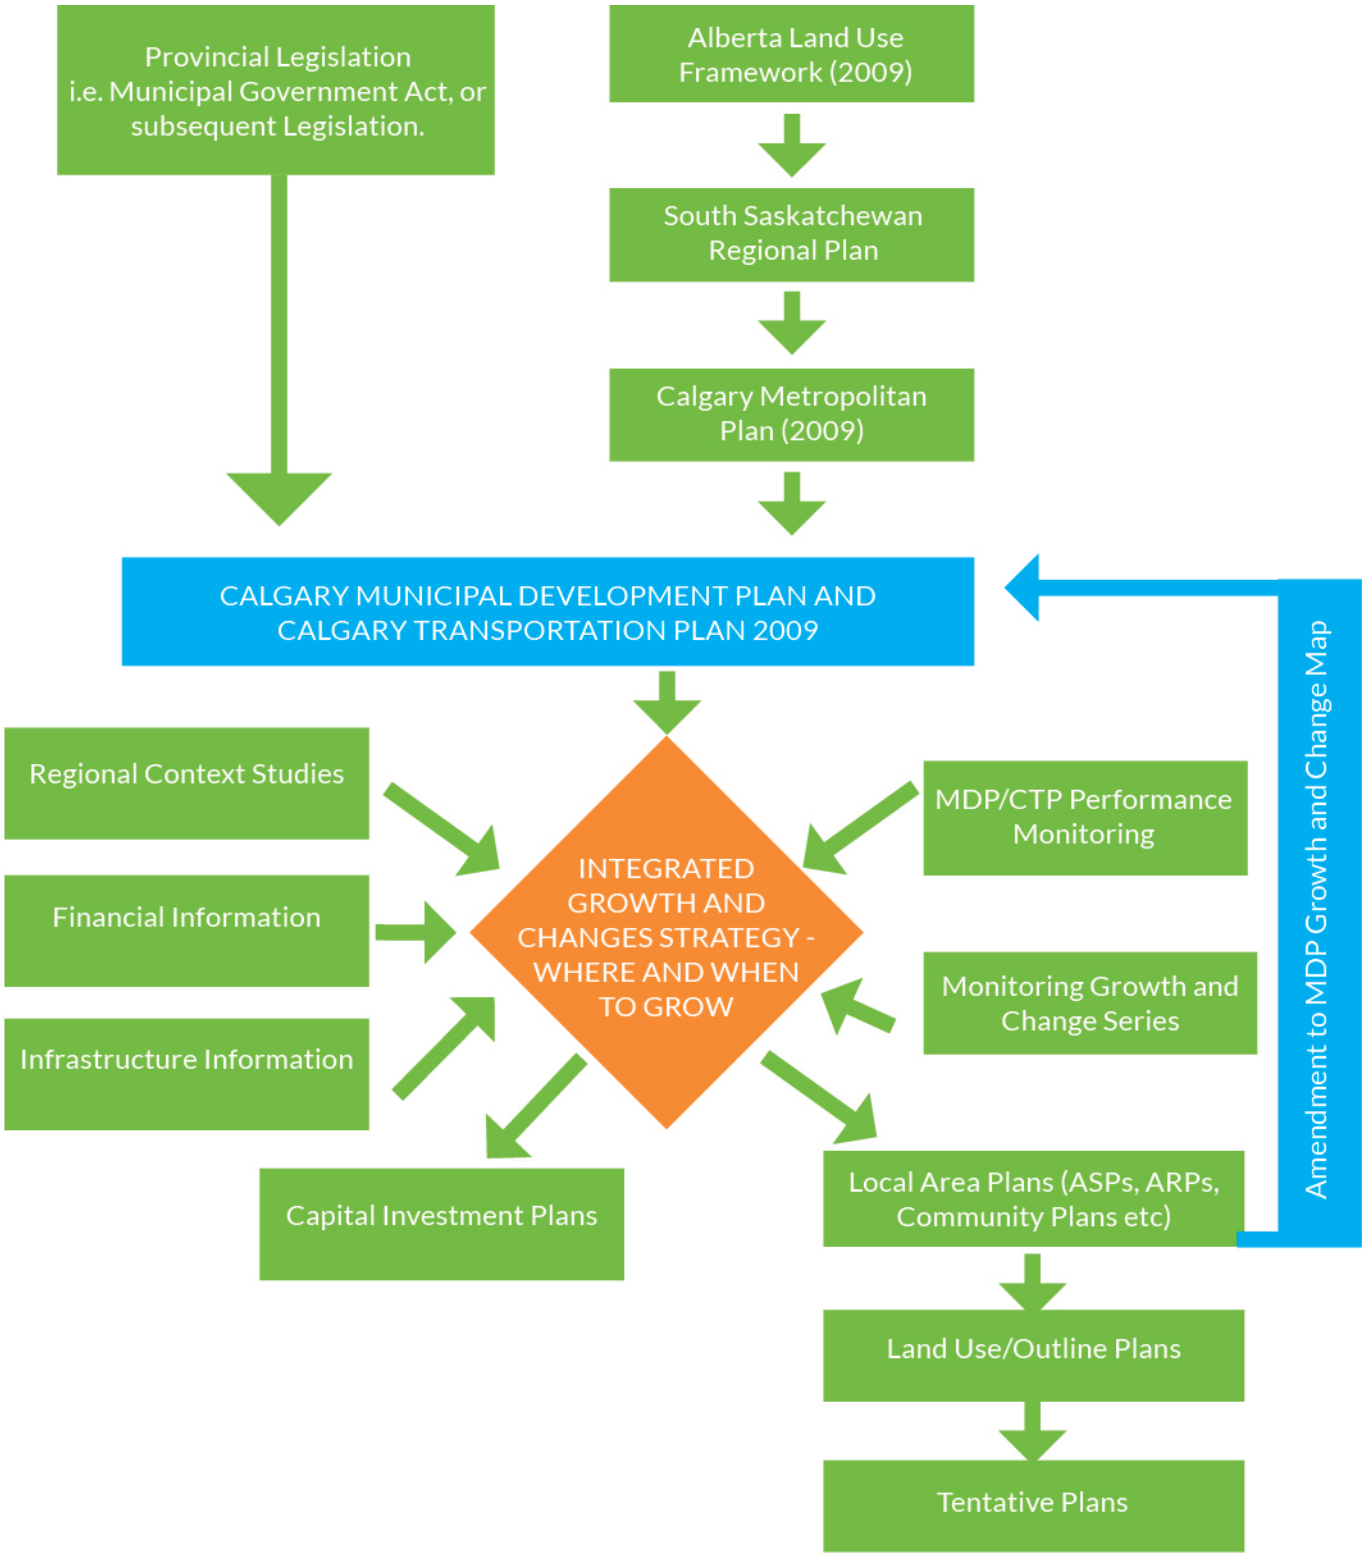 Provincial Legislation
i.e. Municipal Government Act, or
subsequent Legislation.
Alberta Land Use
Framework (2009)
South Saskatchewan
Regional Plan
Calgary Metropolitan
Plan (2009)
CALGARY MUNICIPAL DEVELOPMENT PLAN AND
CALGARY TRANSPORTATION PLAN 2009
Amendment to MDP Growth and Change Map
Regional Context Studies
Financial Information
Infrastructure Information
INTEGRATED
GROWTH AND
CHANGES STRATEGY -
WHERE AND WHEN
TO GROW
MDP/CTP Performance
Monitoring
Monitoring Growth and
Change Series
Capital Investment Plans
Local Area Plans (ASPs, ARPs,
Community Plans etc)
Land Use/Outline Plans
Tentative Plans